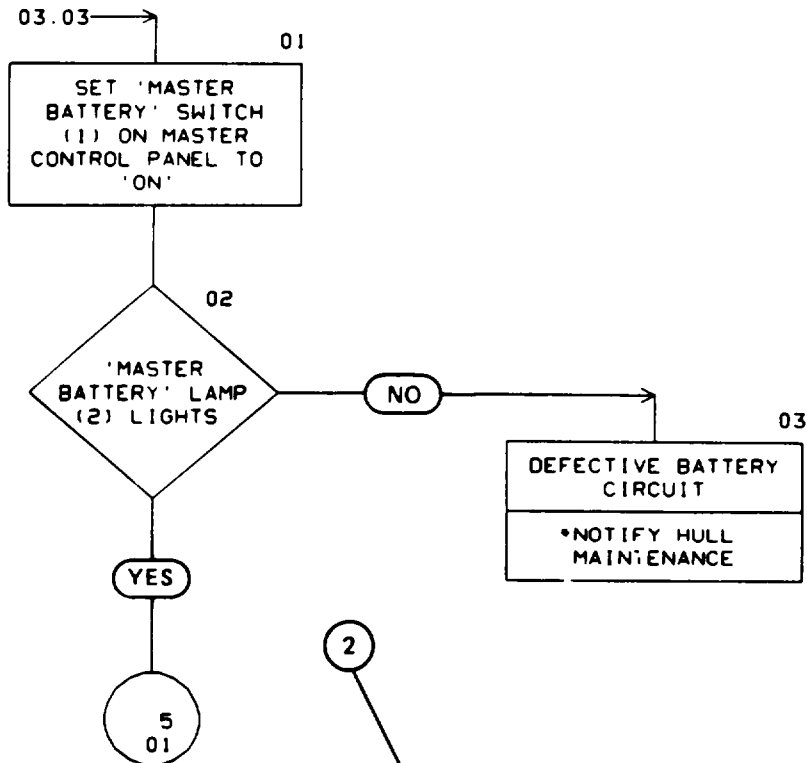 03.03
01
SET 'MASTER
BATTERY' SWITCH
(1) ON MASTER
CONTROL PANEL TO
'ON'
02
'MASTER
BATTERY' LAMP
(2) LIGHTS
NO
03
DEFECTIVE BATTERY
CIRCUIT
•NOTIFY HULL
MAINTENANCE
YES
2
5
01